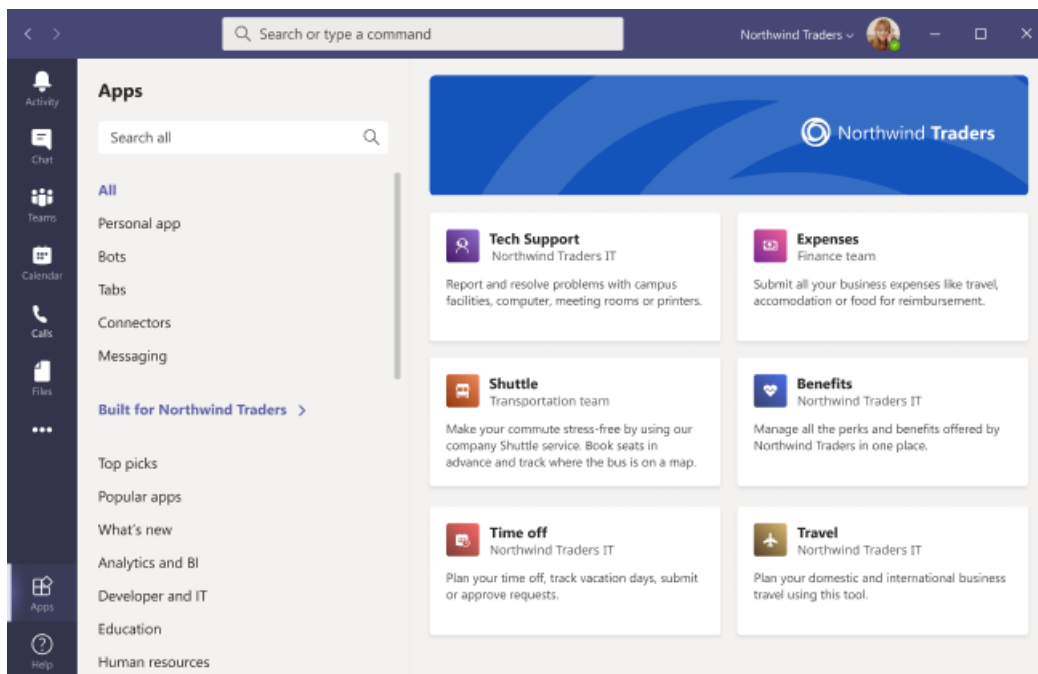 Search or type a command
Northwind Traders
Activity
Chat
Teams
Calendar
Calls
Files
Apps
Help
Apps
Search all
All
Personal app
Bots
Tabs
Connectors
Messaging
Built for Northwind Traders
Top picks
Popular apps
What's new
Analytics and BI
Developer and IT
Education
Human resources
Northwind Traders
Tech Support
Northwind Traders IT
Report and resolve problems with campus
facilities, computer, meeting rooms or printers.
Expenses
Finance team
Submit all your business expenses like travel,
accomodation or food for reimbursement.
Shuttle
Transportation team
Make your commute stress-free by using our
company Shuttle service. Book seats in
advance and track where the bus is on a map.
Benefits
Northwind Traders IT
Manage all the perks and benefits offered by
Northwind Traders in one place.
Time off
Northwind Traders IT
Plan your time off, track vacation days, submit
or approve requests.
Travel
Northwind Traders IT
Plan your domestic and international business
travel using this tool.